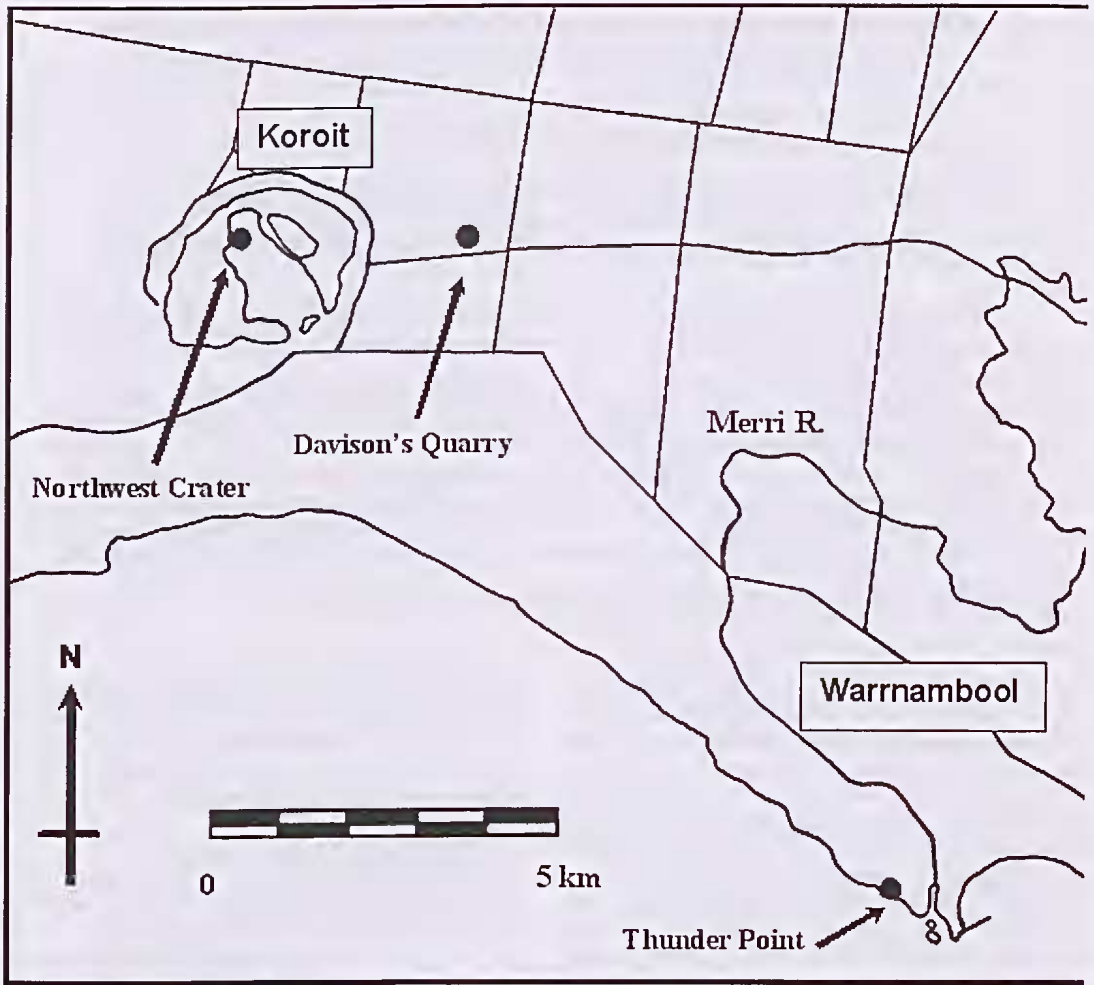 Koroit
Merri R.
Davison's Quarry
Northwest Crater
N
Warrnambool
0
5 km
Thunder Point